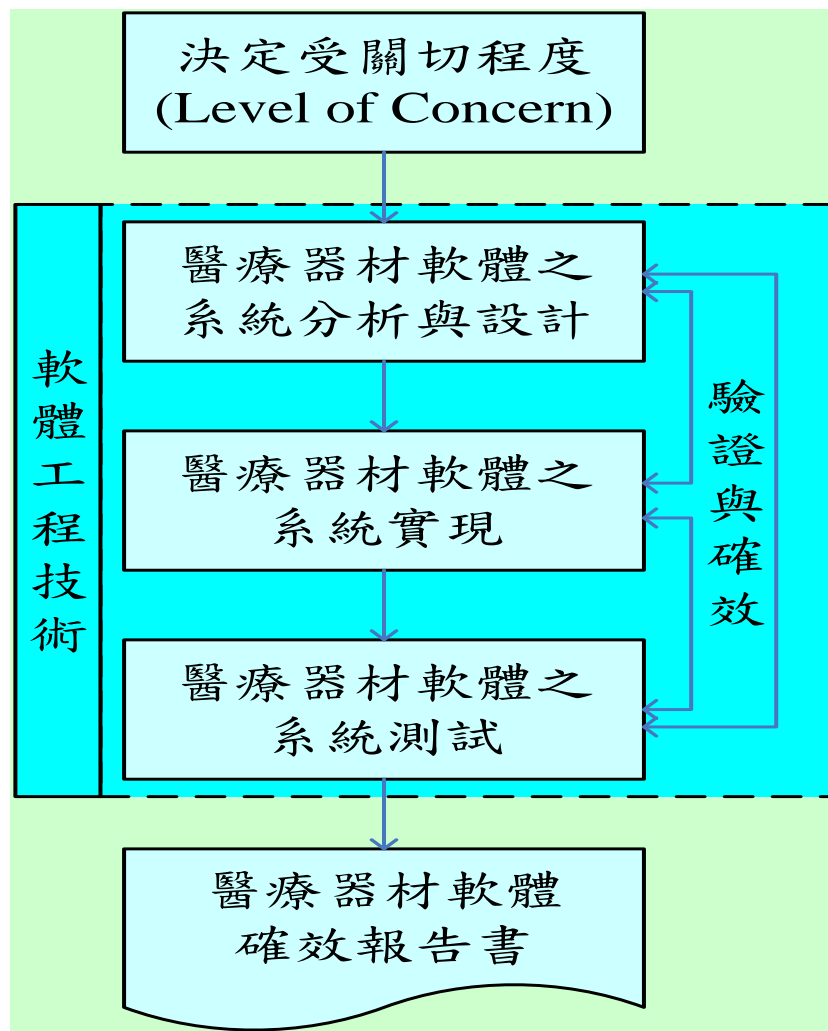 決定受關切程度
(Level of Concern)
軟體工程技術
醫療器材軟體之
系統分析與設計
驗證與確效
醫療器材軟體之
系統實現
醫療器材軟體之
系統測試
醫療器材軟體
確效報告書